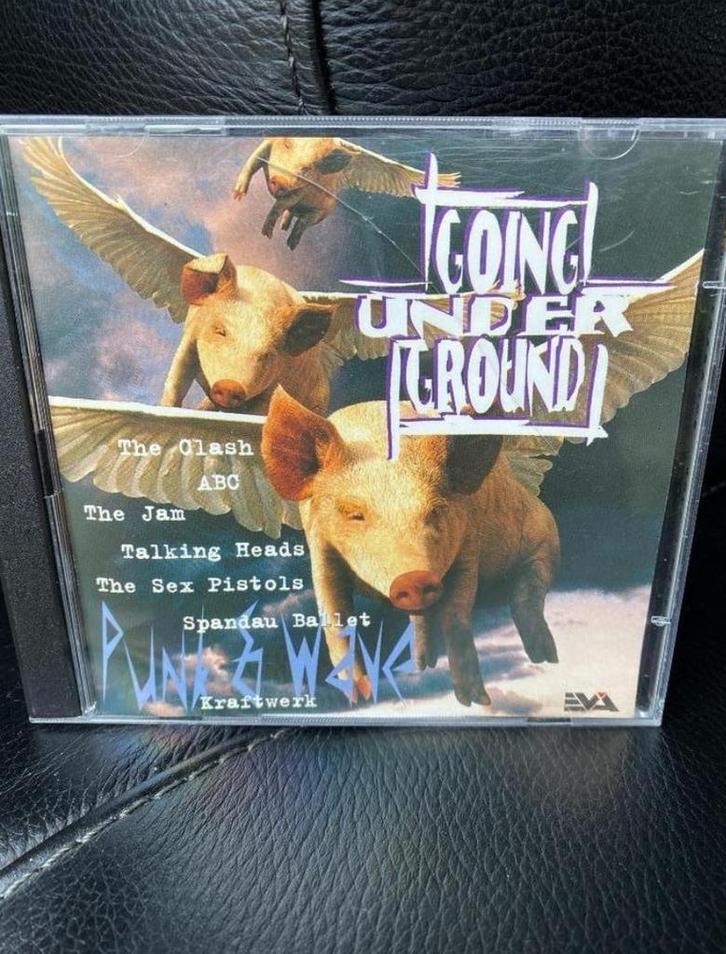 GOING
UNDER
GROUND
The Clash
ABC
The Jam
Talking Heads
The Sex Pistols
Spandau Ballet
Punk & Wave
Kraftwerk
EVA